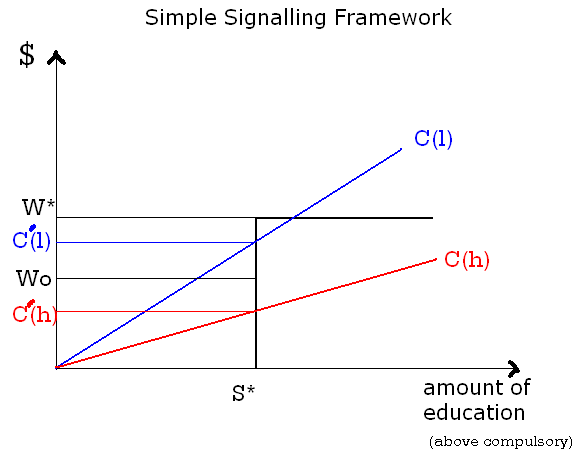 Simple Signalling Framework
$
C(l)
W*
C'(l)
Wo
C(h)
C'(h)
S*
amount of
education
(above compulsory)